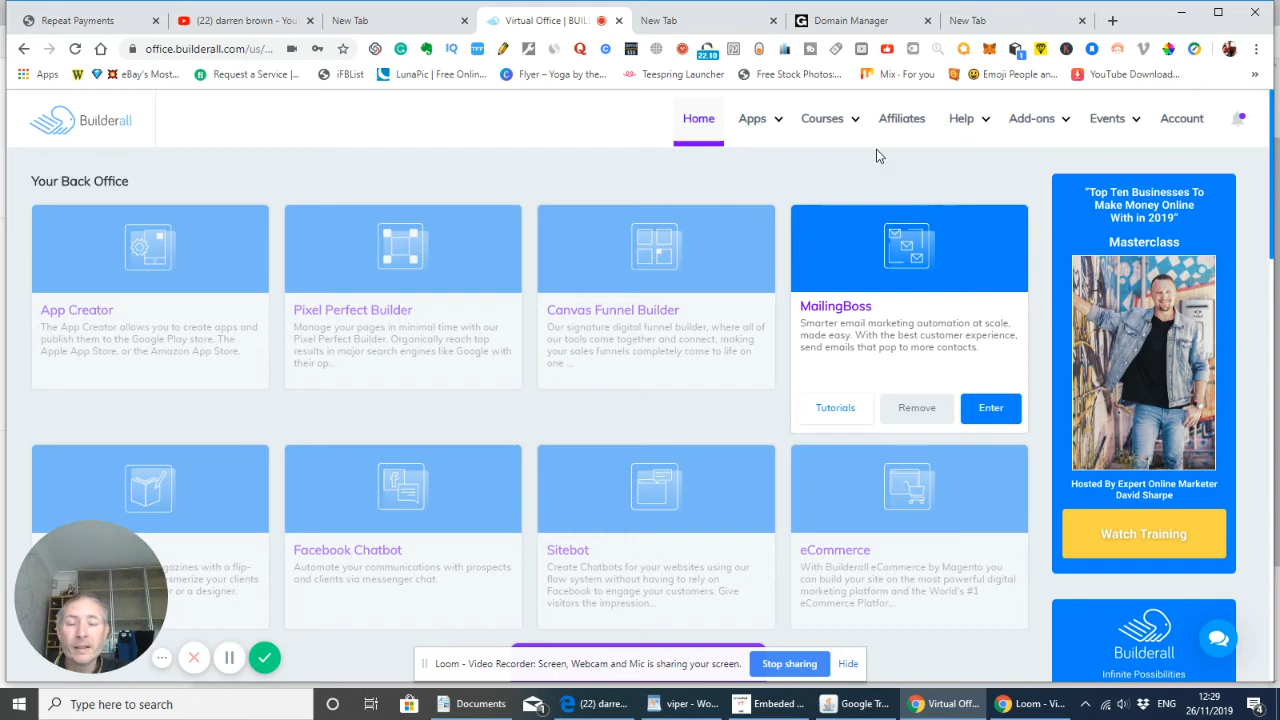 Repeat Payments
(22) darren brown - You
New Tab
Virtual Office | BUIL
New Tab
Domain Manager
New Tab
office.builderall.com/us/...
22.10
Apps
eBay's Most...
Request a Service |...
iFBList
LunaPic | Free Onlin...
Flyer – Yoga by the...
Teespring Launcher
Free Stock Photos:...
Mix · For you
Emoji People an...
YouTube Download...
Builderall
Home
Apps
Courses
Affiliates
Help
Add-ons
Events
Account
Your Back Office
App Creator
The App Creator allows you to create apps and
publish them to the Google Play store. The
Apple App Store, or the Amazon App Store.
Pixel Perfect Builder
Manage your pages in minimal time with our
Pixel Perfect Builder. Organically reach top
results in major search engines like Google with
their op...
Canvas Funnel Builder
Our signature digital funnel builder, where all of
our tools come together and connect, making
your sales funnels completely come to life on
one ...
MailingBoss
Smarter email marketing automation at scale,
made easy. With the best customer experience,
send emails that pop to more contacts.
Tutorials
Remove
Enter
agazines with a flip-
smerize your clients
or a designer.
Facebook Chatbot
Automate your communications with prospects
and clients via messenger chat.
Sitebot
Create Chatbots for your websites using our
flow system without having to rely on
Facebook to engage your customers. Give
visitors the impression...
eCommerce
With Builderall eCommerce by Magento you
can build your site on the most powerful digital
marketing platform and the World's #1
eCommerce Platfor...
"Top Ten Businesses To
Make Money Online
With in 2019"
Masterclass
Hosted By Expert Online Marketer
David Sharpe
Watch Training
Builderall
Infinite Possibilities
Loom - Video Recorder: Screen, Webcam and Mic is sharing your screen.
Stop sharing
Hide
Type here to search
Documents
(22) darre...
viper - Wo...
Embeded ...
Google Tr...
Virtual Off...
Loom – Vi...
ENG
12:29
26/11/2019
4